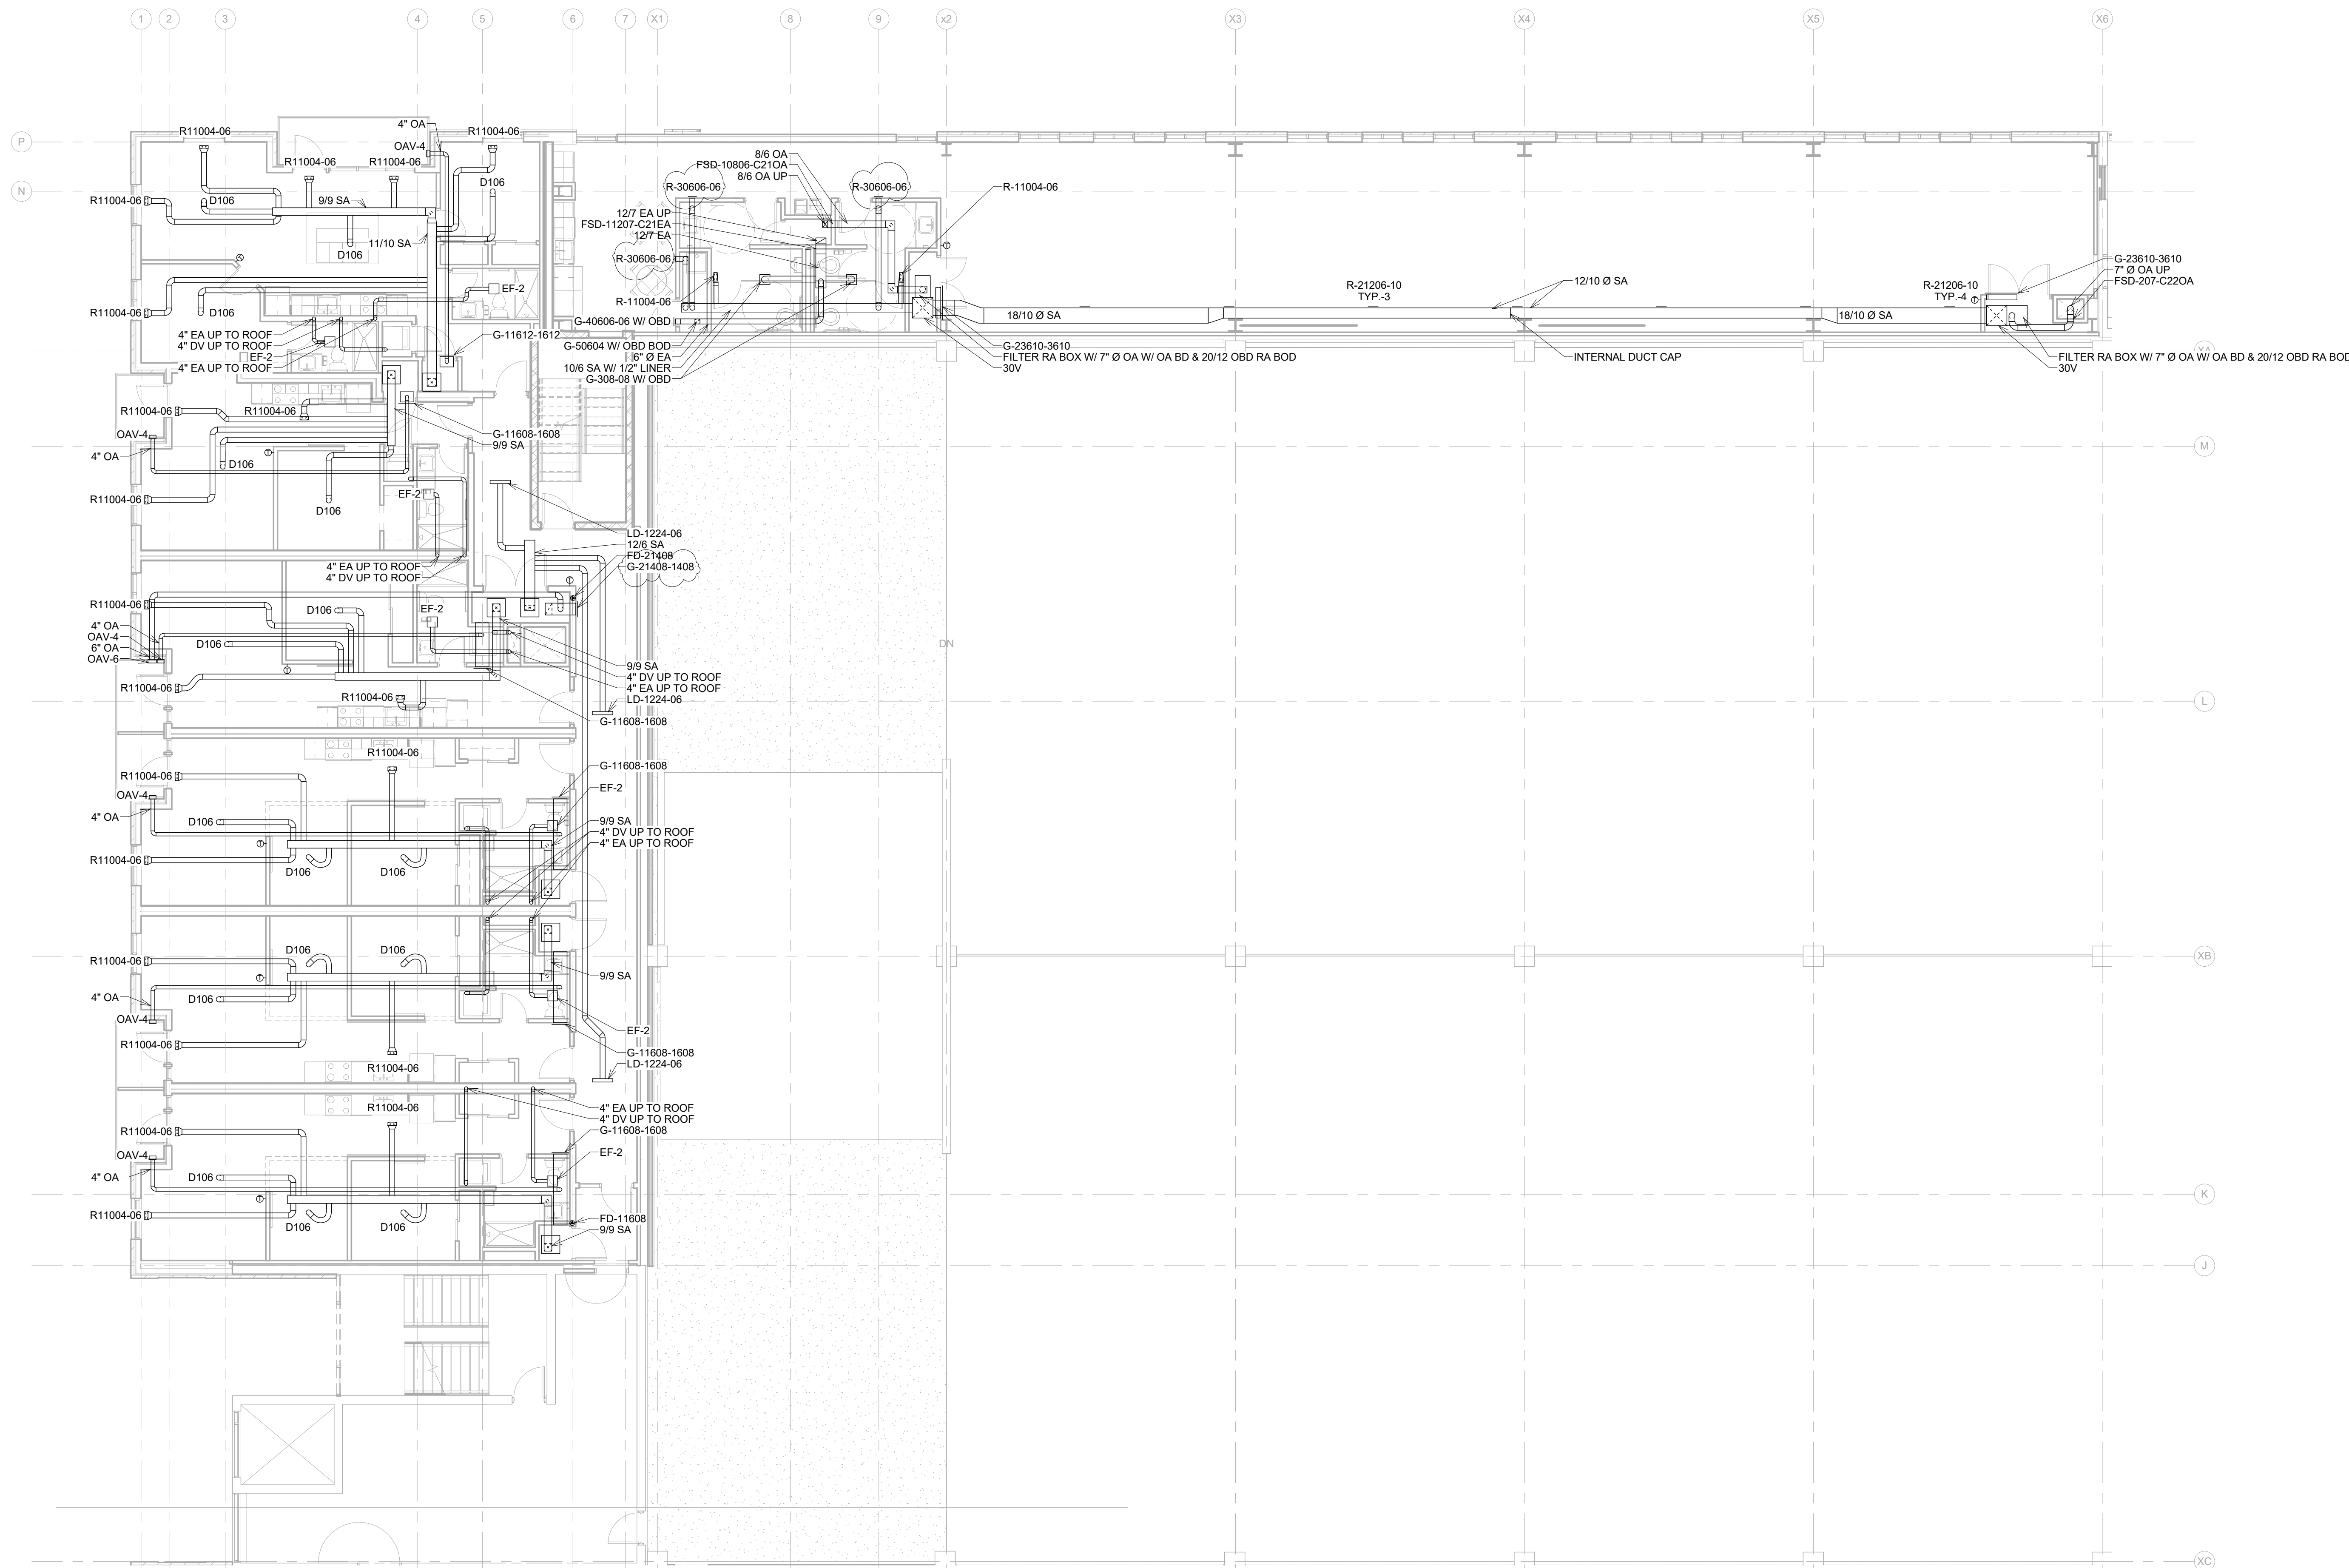 1 2 3 4 5 6 7 X1 8 9 x2 X3 X4 X5 X6
P
N
XA
M
L
XB
K
J
XC
R11004-06
4" OA
R11004-06
OAV-4
R11004-06
R11004-06
D106
R11004-06
D106
9/9 SA
11/10 SA
D106
R11004-06
D106
EF-2
4" EA UP TO ROOF
4" DV UP TO ROOF
EF-2
4" EA UP TO ROOF
G-11612-1612
8/6 OA
FSD-10806-C21OA
8/6 OA UP
R-30606-06
R-30606-06
R-11004-06
12/7 EA UP
FSD-11207-C21EA
12/7 EA
R-30606-06
R-11004-06
G-40606-06 W/ OBD
G-50604 W/ OBD BOD
6" Ø EA
10/6 SA W/ 1/2" LINER
G-308-08 W/ OBD
18/10 Ø SA
G-23610-3610
FILTER RA BOX W/ 7" Ø OA W/ OA BD & 20/12 OBD RA BOD
30V
R-21206-10
TYP.-3
12/10 Ø SA
INTERNAL DUCT CAP
18/10 Ø SA
R-21206-10
TYP.-4
G-23610-3610
7" Ø OA UP
FSD-207-C22OA
FILTER RA BOX W/ 7" Ø OA W/ OA BD & 20/12 OBD RA BOD
30V
R11004-06
R11004-06
OAV-4
4" OA
G-11608-1608
9/9 SA
D106
R11004-06
EF-2
D106
LD-1224-06
12/6 SA
FD-21408
G-21408-1408
4" EA UP TO ROOF
4" DV UP TO ROOF
R11004-06
D106
EF-2
4" OA
OAV-4
6" OA
OAV-6
D106
R11004-06
R11004-06
9/9 SA
4" DV UP TO ROOF
4" EA UP TO ROOF
LD-1224-06
G-11608-1608
DN
R11004-06
G-11608-1608
R11004-06
EF-2
OAV-4
4" OA
D106
9/9 SA
4" DV UP TO ROOF
4" EA UP TO ROOF
R11004-06
D106
D106
D106
D106
R11004-06
9/9 SA
4" OA
D106
OAV-4
EF-2
R11004-06
G-11608-1608
LD-1224-06
R11004-06
R11004-06
4" EA UP TO ROOF
4" DV UP TO ROOF
G-11608-1608
R11004-06
OAV-4
EF-2
4" OA
D106
R11004-06
D106
D106
FD-11608
9/9 SA